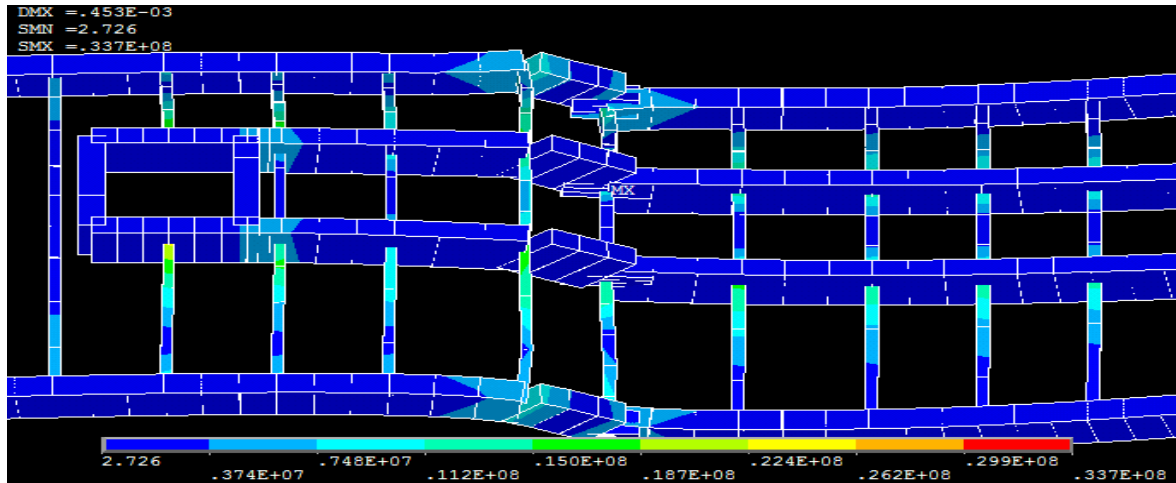 DMX =.453E-03
SMN =2.726
SMX =.337E+08
MX
2.726 .748E+07 .150E+08 .224E+08 .299E+08
.374E+07 .112E+08 .187E+08 .262E+08 .337E+08